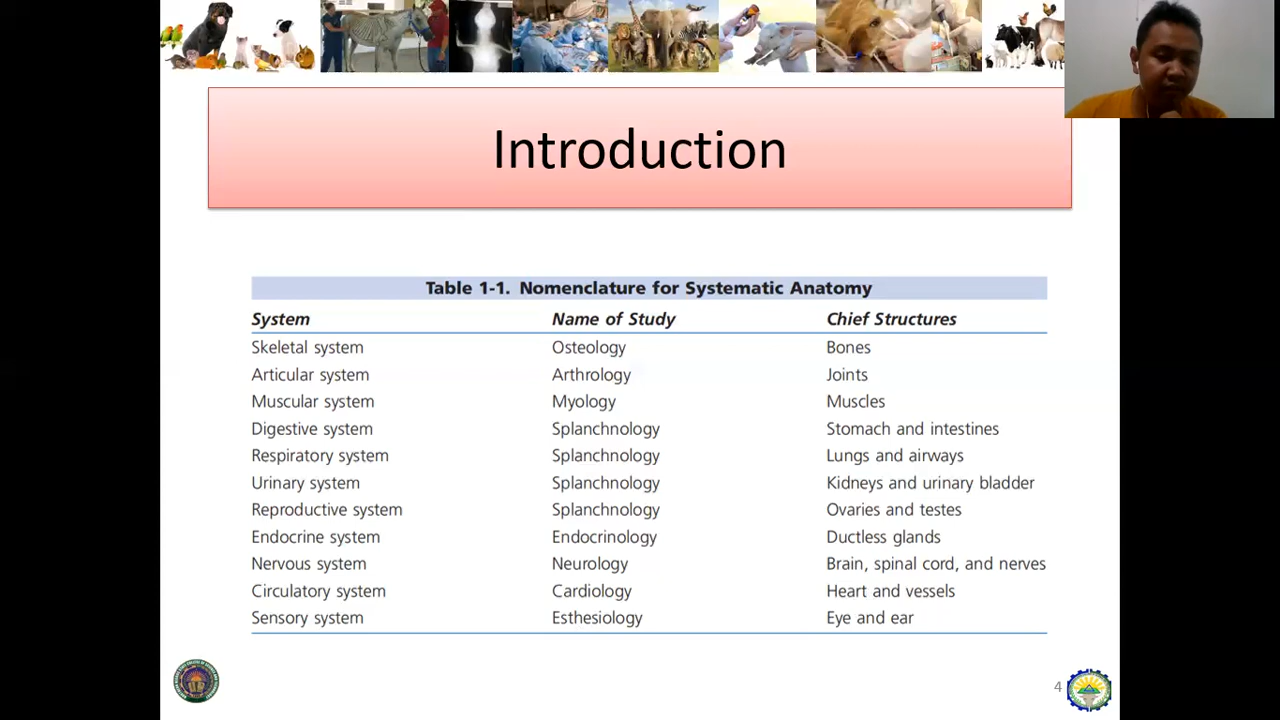 Introduction
Table 1-1. Nomenclature for Systematic Anatomy
System Name of Study Chief Structures
Skeletal system Osteology Bones
Articular system Arthrology Joints
Muscular system Myology Muscles
Digestive system Splanchnology Stomach and intestines
Respiratory system Splanchnology Lungs and airways
Urinary system Splanchnology Kidneys and urinary bladder
Reproductive system Splanchnology Ovaries and testes
Endocrine system Endocrinology Ductless glands
Nervous system Neurology Brain, spinal cord, and nerves
Circulatory system Cardiology Heart and vessels
Sensory system Esthesiology Eye and ear
4